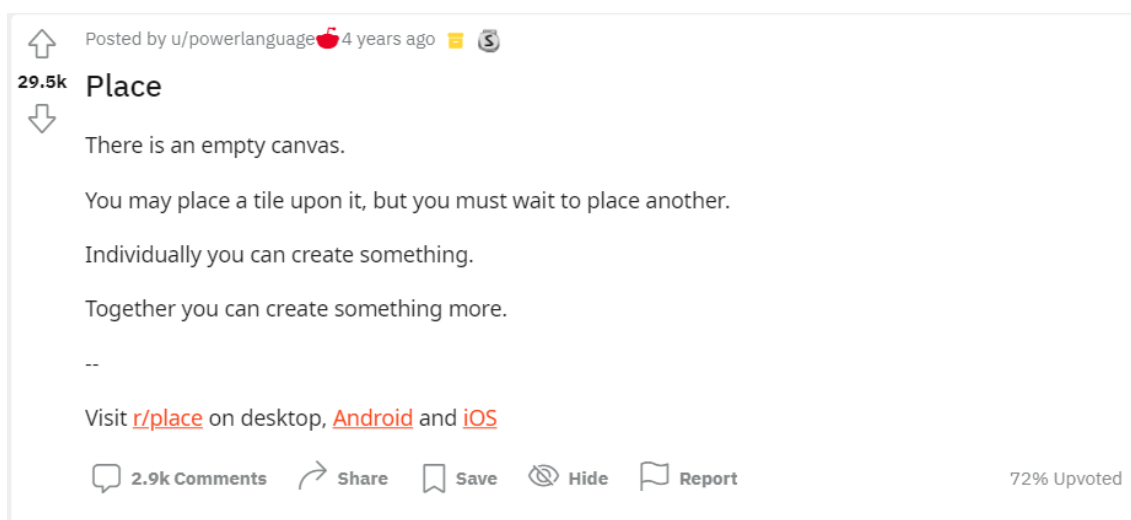 Posted by u/powerlanguage 4 years ago
29.5k
Place
There is an empty canvas.
You may place a tile upon it, but you must wait to place another.
Individually you can create something.
Together you can create something more.
--
Visit r/place on desktop, Android and iOS
2.9k Comments Share Save Hide Report 72% Upvoted